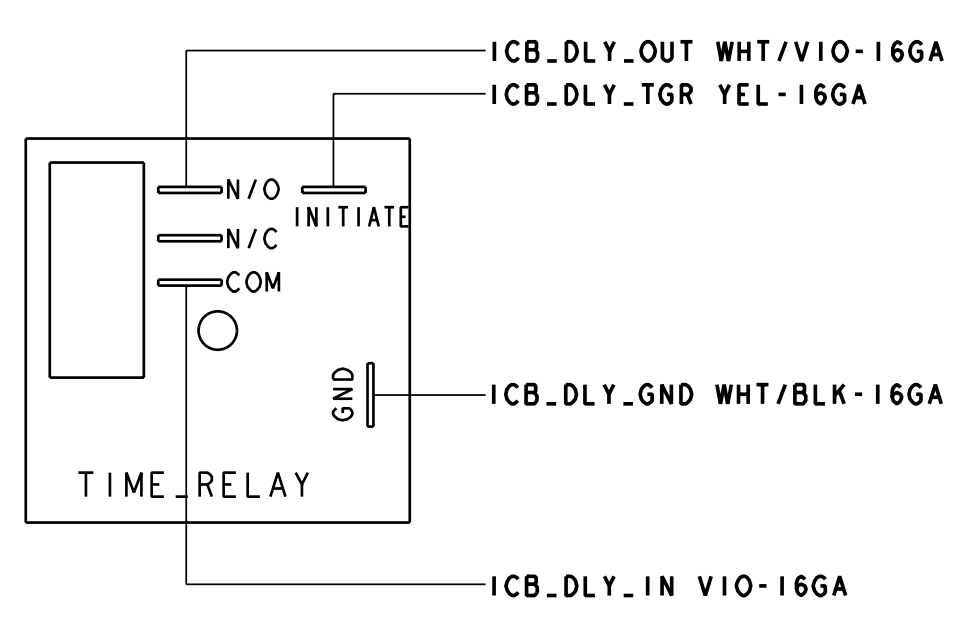 ICB_DLY_OUT WHT/VIO-16GA
ICB_DLY_TGR YEL-16GA
N/O
INITIATE
N/C
COM
GND
ICB_DLY_GND WHT/BLK-16GA
TIME_RELAY
ICB_DLY_IN VIO-16GA